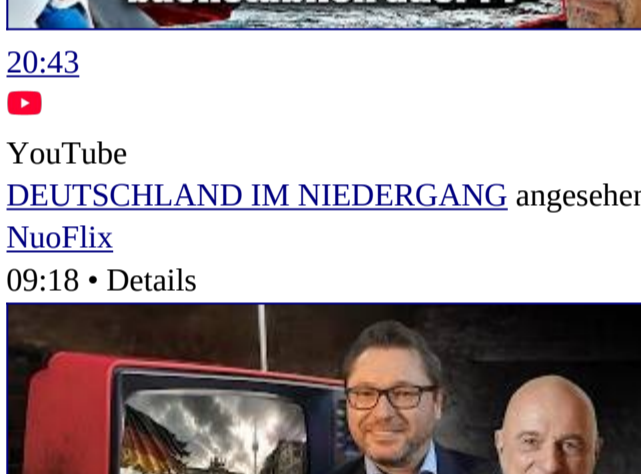 20:43
YouTube
DEUTSCHLAND IM NIEDERGANG angesehen
NuoFlix
09:18 • Details